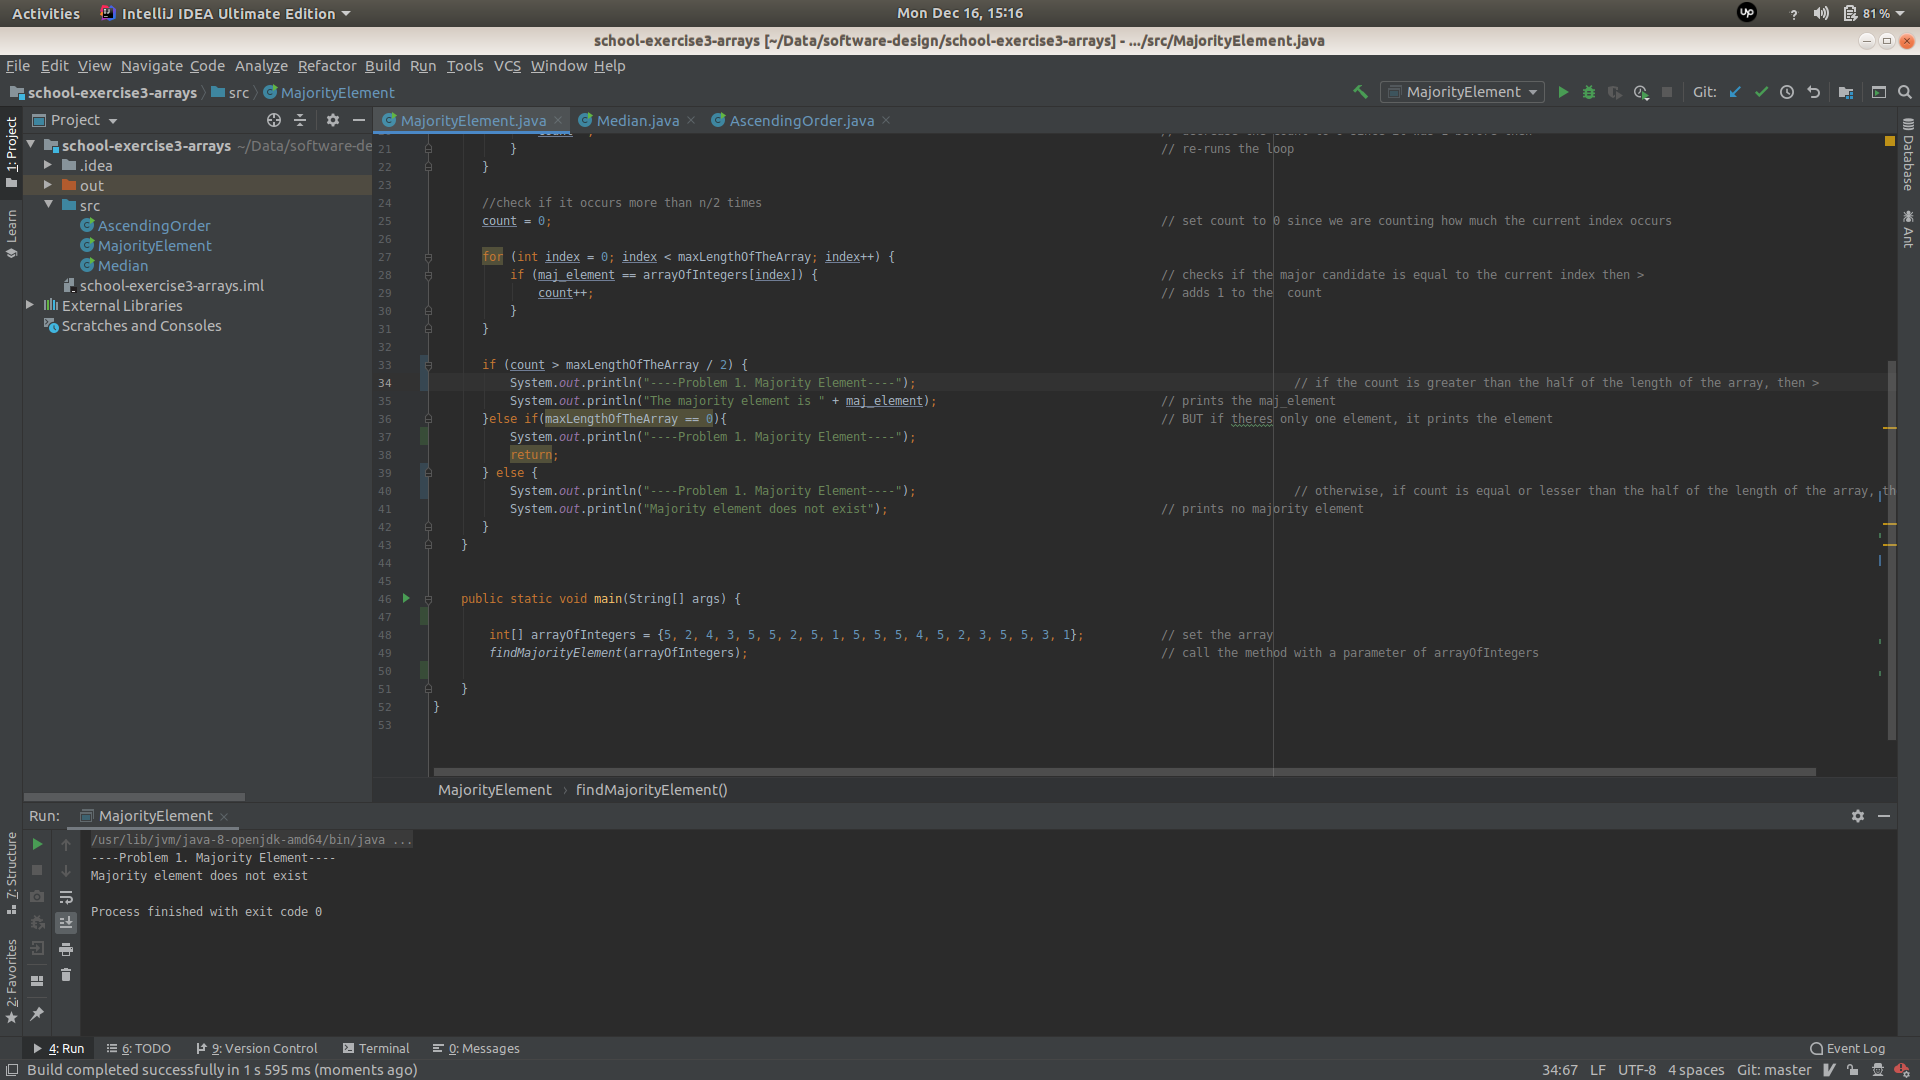 Activities IntelliJ IDEA Ultimate Edition Mon Dec 16, 15:16 up ? 81 %
school-exercise3-arrays [~/Data/software-design/school-exercise3-arrays] - .../src/MajorityElement.java
File Edit View Navigate Code Analyze Refactor Build Run Tools VCS Window Help
school-exercise3-arrays src MajorityElement MajorityElement Git:
1: Project
Learn
7: Structure
2: Favorites
Project
school-exercise3-arrays ~/Data/software-de
.idea
out
src
AscendingOrder
MajorityElement
Median
school-exercise3-arrays.iml
External Libraries
Scratches and Consoles
MajorityElement.java Median.java AscendingOrder.java
21 } // re-runs the loop
22 }
23
24 //check if it occurs more than n/2 times
25 count = 0; // set count to 0 since we are counting how much the current index occurs
26
27 for (int index = 0; index < maxLengthOfTheArray; index++) {
28 if (maj_element == arrayOfIntegers[index]) { // checks if the major candidate is equal to the current index then >
29 count++; // adds 1 to the  count
30 }
31 }
32
33 if (count > maxLengthOfTheArray / 2) {
34 System.out.println("----Problem 1. Majority Element----"); // if the count is greater than the half of the length of the array, then >
35 System.out.println("The majority element is " + maj_element); // prints the maj_element
36 }else if(maxLengthOfTheArray == 0){ // BUT if theres only one element, it prints the element
37 System.out.println("----Problem 1. Majority Element----");
38 return;
39 } else {
40 System.out.println("----Problem 1. Majority Element----"); // otherwise, if count is equal or lesser than the half of the length of the array, th
41 System.out.println("Majority element does not exist"); // prints no majority element
42 }
43 }
44
45
46 public static void main(String[] args) {
47
48 int[] arrayOfIntegers = {5, 2, 4, 3, 5, 5, 2, 5, 1, 5, 5, 5, 4, 5, 2, 3, 5, 5, 3, 1}; // set the array
49 findMajorityElement(arrayOfIntegers); // call the method with a parameter of arrayOfIntegers
50
51 }
52 }
53
MajorityElement › findMajorityElement()
Database
Ant
Run: MajorityElement
/usr/lib/jvm/java-8-openjdk-amd64/bin/java ...
----Problem 1. Majority Element----
Majority element does not exist
Process finished with exit code 0
4: Run 6: TODO 9: Version Control Terminal 0: Messages Event Log
Build completed successfully in 1 s 595 ms (moments ago) 34:67 LF UTF-8 4 spaces Git: master